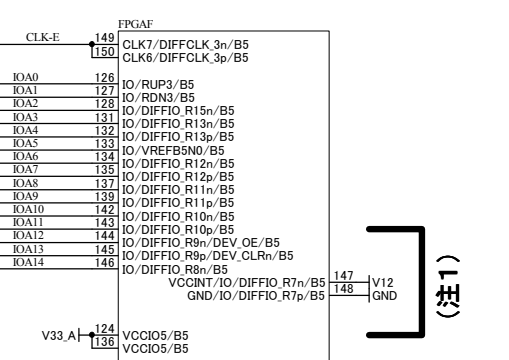 FPGAF
CLK-E 149 CLK7/DIFFCLK_3n/B5
150 CLK6/DIFFCLK_3p/B5
IOA0 126 IO/RUP3/B5
IOA1 127 IO/RDN3/B5
IOA2 128 IO/DIFFIO_R15n/B5
IOA3 131 IO/DIFFIO_R13n/B5
IOA4 132 IO/DIFFIO_R13p/B5
IOA5 133 IO/VREFB5N0/B5
IOA6 134 IO/DIFFIO_R12n/B5
IOA7 135 IO/DIFFIO_R12p/B5
IOA8 137 IO/DIFFIO_R11n/B5
IOA9 139 IO/DIFFIO_R11p/B5
IOA10 142 IO/DIFFIO_R10n/B5
IOA11 143 IO/DIFFIO_R10p/B5
IOA12 144 IO/DIFFIO_R9n/DEV_OE/B5
IOA13 145 IO/DIFFIO_R9p/DEV_CLRn/B5
IOA14 146 IO/DIFFIO_R8n/B5
VCCINT/IO/DIFFIO_R7n/B5 147 V12
GND/IO/DIFFIO_R7p/B5 148 GND
(注1)
V33_A 124 VCCIO5/B5
136 VCCIO5/B5